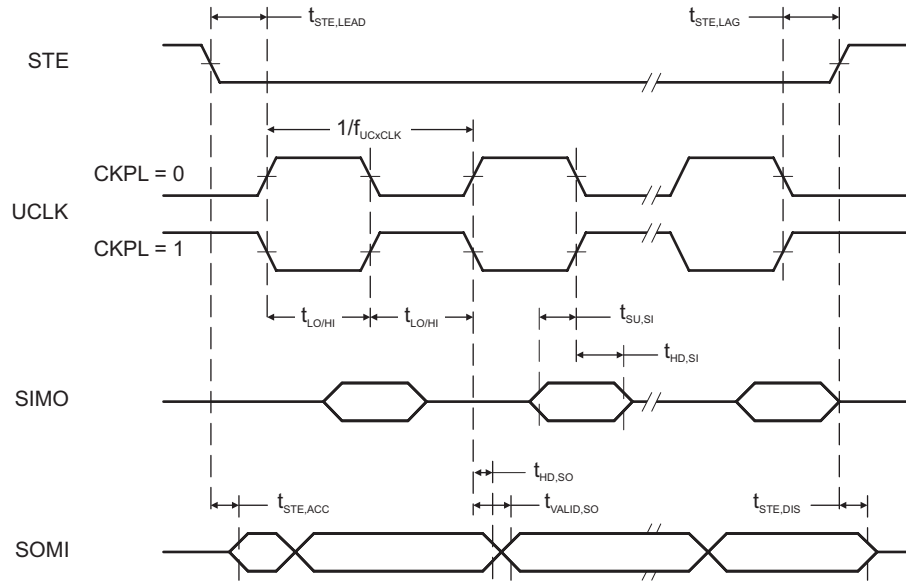 t_STE,LEAD
t_STE,LAG
STE
1/f_UCxCLK
CKPL = 0
UCLK
CKPL = 1
t_LO/HI
t_LO/HI
t_SU,SI
t_HD,SI
SIMO
t_HD,SO
t_STE,ACC
t_VALID,SO
t_STE,DIS
SOMI